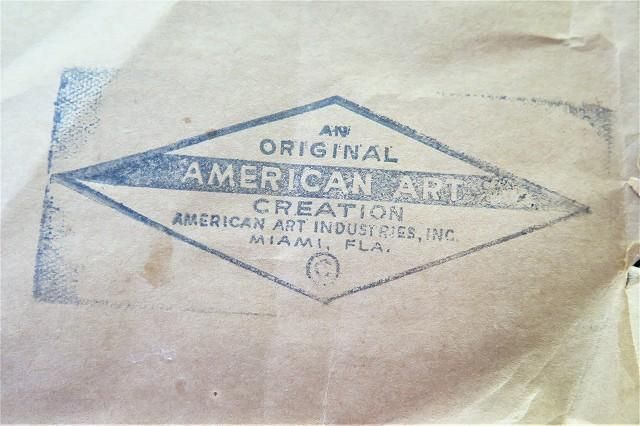 AN
ORIGINAL
AMERICAN ART
CREATION
AMERICAN ART INDUSTRIES, INC.
MIAMI, FLA.
©